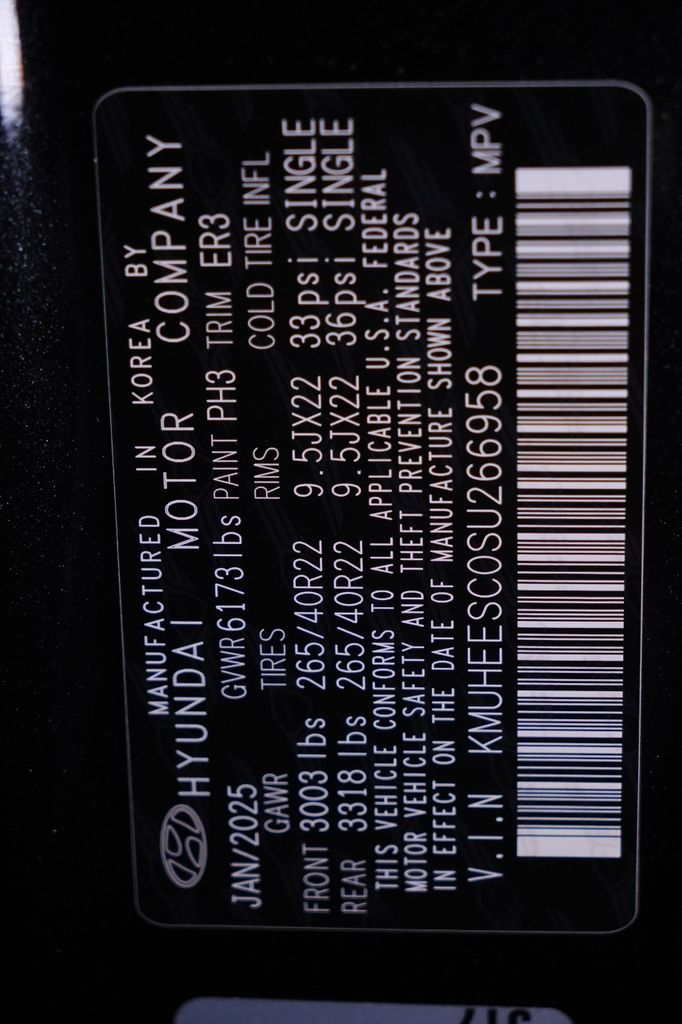 MANUFACTURED IN KOREA BY
HYUNDAI MOTOR COMPANY
JAN/2025 GVWR 6173 lbs PAINT PH3 TRIM ER3
GAWR TIRES RIMS COLD TIRE INFL
FRONT 3003 lbs 265/40R22 9.5JX22 33psi SINGLE
REAR 3318 lbs 265/40R22 9.5JX22 36psi SINGLE
THIS VEHICLE CONFORMS TO ALL APPLICABLE U.S.A. FEDERAL
MOTOR VEHICLE SAFETY AND THEFT PREVENTION STANDARDS
IN EFFECT ON THE DATE OF MANUFACTURE SHOWN ABOVE
V.I.N KMUHEESC0SU266958 TYPE : MPV